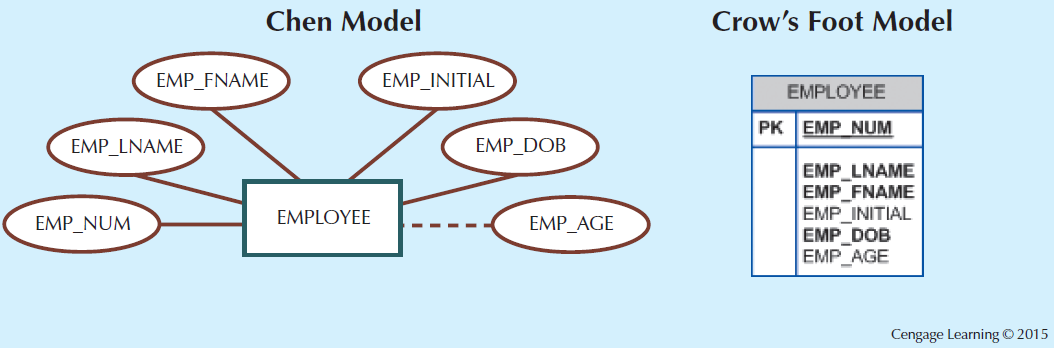 Chen Model
Crow's Foot Model
EMP_FNAME
EMP_INITIAL
EMP_LNAME
EMP_DOB
EMP_NUM
EMPLOYEE
EMP_AGE
EMPLOYEE
PK EMP_NUM
EMP_LNAME
EMP_FNAME
EMP_INITIAL
EMP_DOB
EMP_AGE
Cengage Learning © 2015